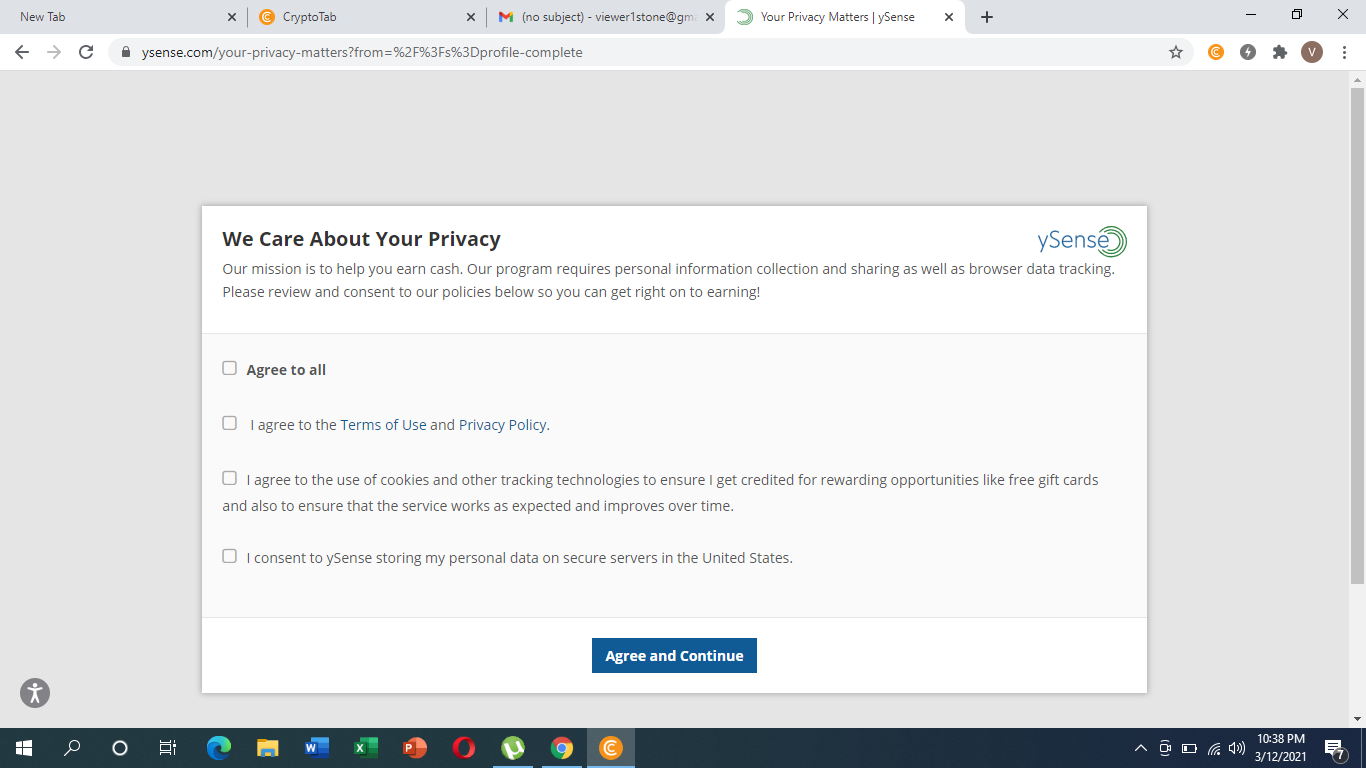 New Tab
CryptoTab
(no subject) - viewer1stone@gm
Your Privacy Matters | ySense
ysense.com/your-privacy-matters?from=%2F%3Fs%3Dprofile-complete
V
We Care About Your Privacy
ySense
Our mission is to help you earn cash. Our program requires personal information collection and sharing as well as browser data tracking.
Please review and consent to our policies below so you can get right on to earning!
Agree to all
I agree to the Terms of Use and Privacy Policy.
I agree to the use of cookies and other tracking technologies to ensure I get credited for rewarding opportunities like free gift cards
and also to ensure that the service works as expected and improves over time.
I consent to ySense storing my personal data on secure servers in the United States.
Agree and Continue
10:38 PM
3/12/2021
7